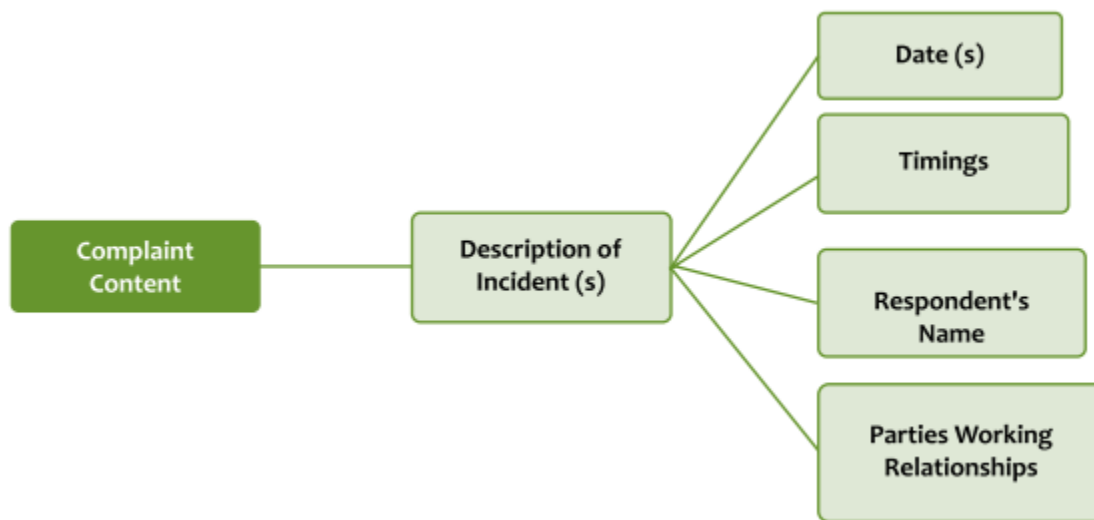 Complaint
Content
Description of
Incident (s)
Date (s)
Timings
Respondent's
Name
Parties Working
Relationships